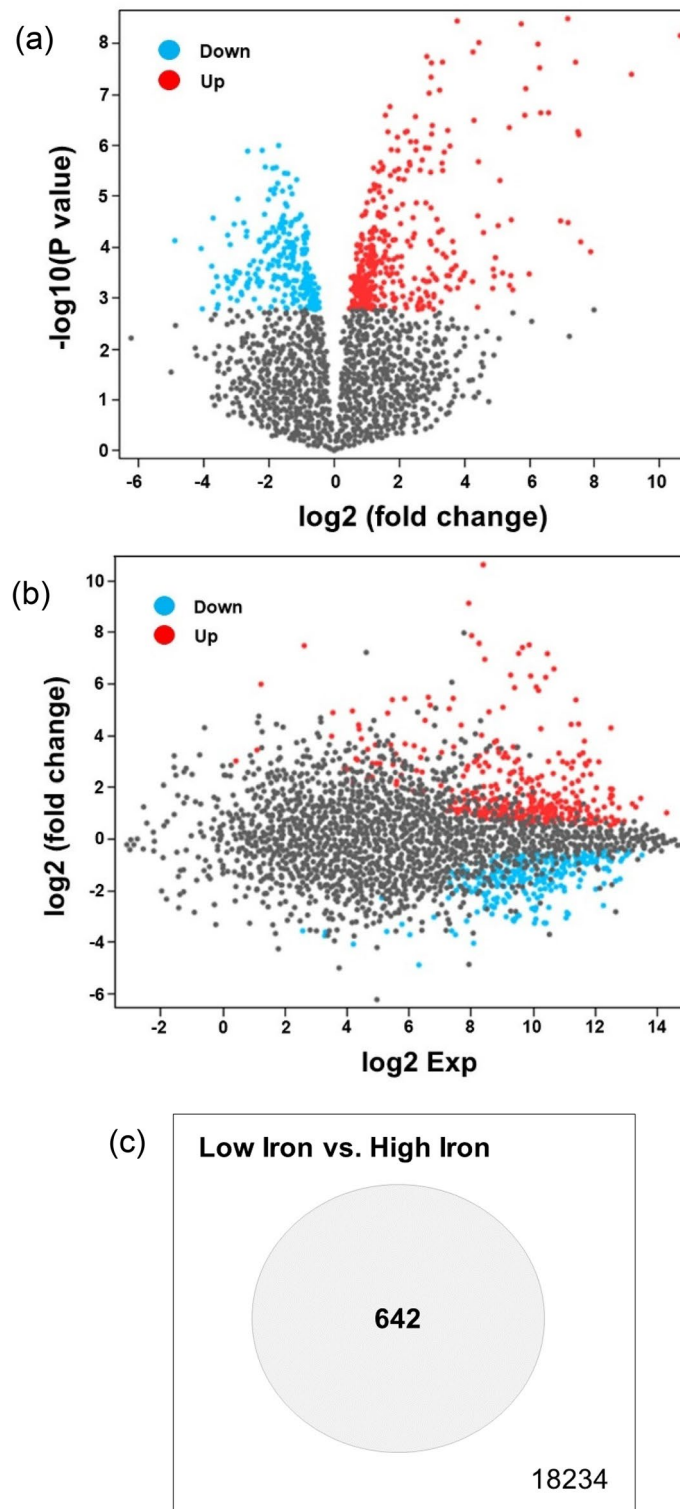 (a)
Down
Up
8
7
6
5
4
3
2
1
0
-log10(P value)
-6 -4 -2 0 2 4 6 8 10
log2 (fold change)
(b)
Down
Up
10
8
6
4
2
0
-2
-4
-6
log2 (fold change)
-2 0 2 4 6 8 10 12 14
log2 Exp
(c)
Low Iron vs. High Iron
642
18234